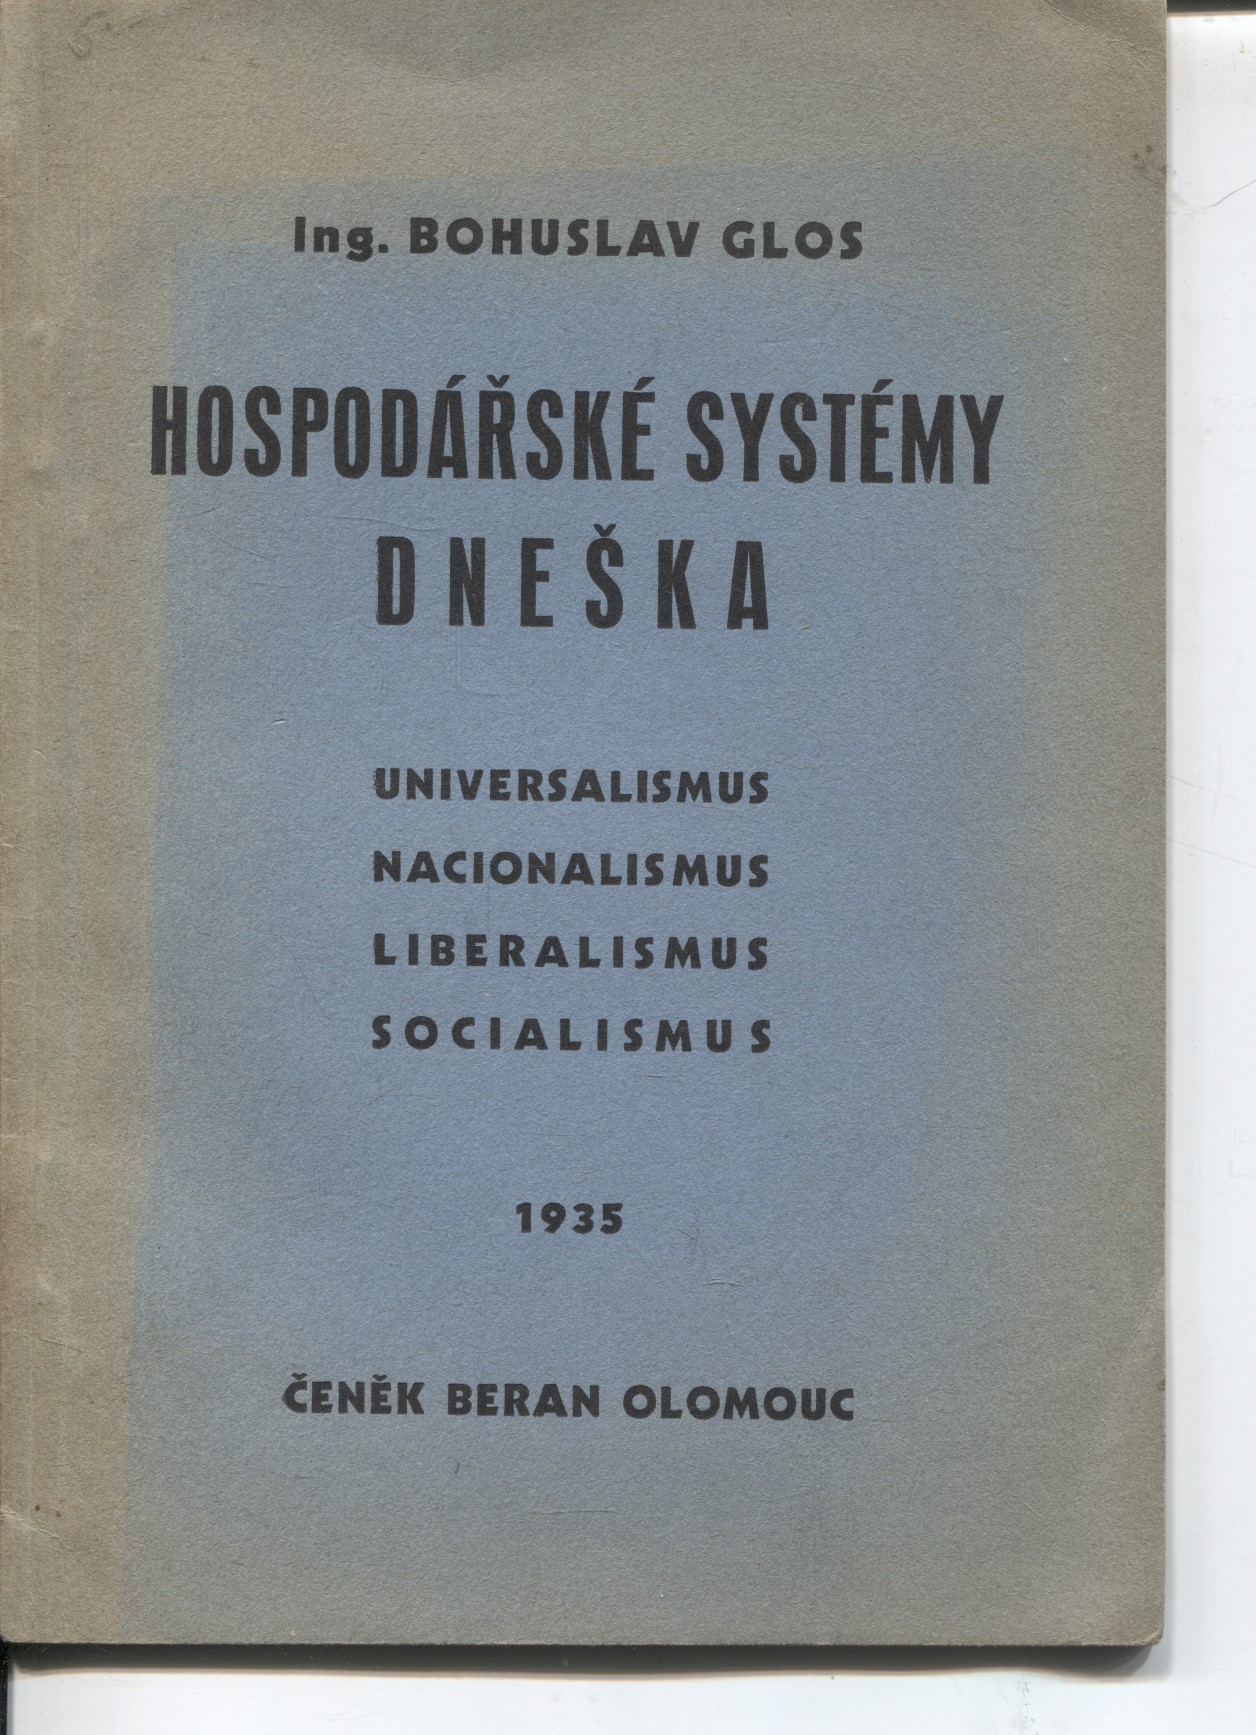 Ing. BOHUSLAV GLOS
HOSPODÁŘSKÉ SYSTÉMY
DNEŠKA
UNIVERSALISMUS
NACIONALISMUS
LIBERALISMUS
SOCIALISMUS
1935
ČENĚK BERAN OLOMOUC